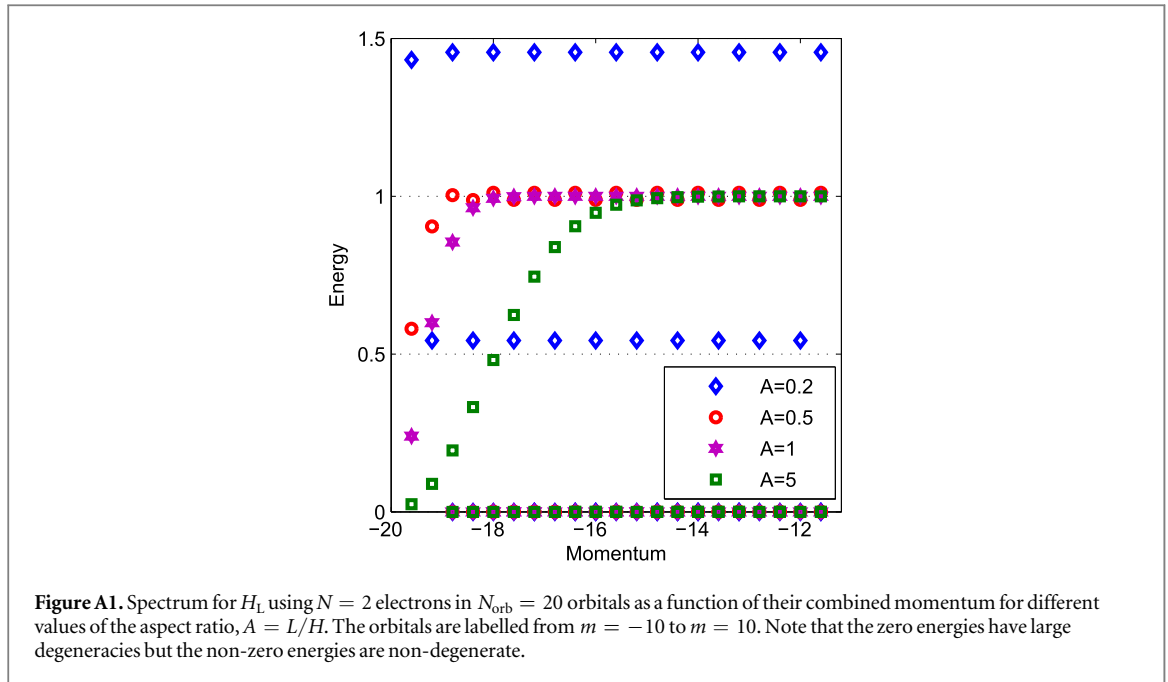 1.5
1
0.5
0
Energy
−20
−18
−16
−14
−12
Momentum
A=0.2
A=0.5
A=1
A=5
Figure A1. Spectrum for H_L using N = 2 electrons in N_orb = 20 orbitals as a function of their combined momentum for different
values of the aspect ratio, A = L/H. The orbitals are labelled from m = −10 to m = 10. Note that the zero energies have large
degeneracies but the non-zero energies are non-degenerate.